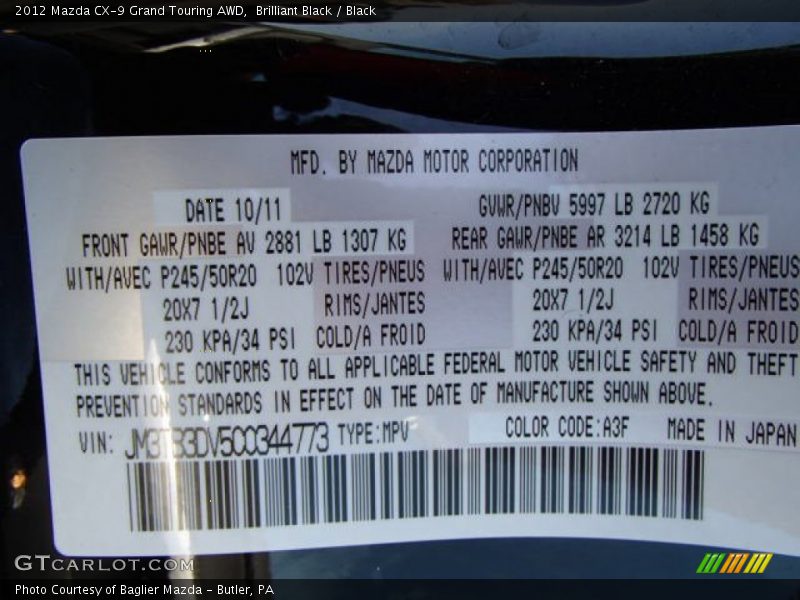 2012 Mazda CX-9 Grand Touring AWD,  Brilliant Black / Black
MFD. BY MAZDA MOTOR CORPORATION
DATE 10/11 GVWR/PNBV 5997 LB 2720 KG
FRONT GAWR/PNBE AV 2881 LB 1307 KG REAR GAWR/PNBE AR 3214 LB 1458 KG
WITH/AVEC P245/50R20 102V TIRES/PNEUS WITH/AVEC P245/50R20 102V TIRES/PNEUS
20X7 1/2J RIMS/JANTES 20X7 1/2J RIMS/JANTES
230 KPA/34 PSI COLD/A FROID 230 KPA/34 PSI COLD/A FROID
THIS VEHICLE CONFORMS TO ALL APPLICABLE FEDERAL MOTOR VEHICLE SAFETY AND THEFT
PREVENTION STANDARDS IN EFFECT ON THE DATE OF MANUFACTURE SHOWN ABOVE.
VIN: JM3TB3DV5C0344773 TYPE:MPV COLOR CODE:A3F MADE IN JAPAN
GTCARLOT.COM
Photo Courtesy of Baglier Mazda - Butler, PA